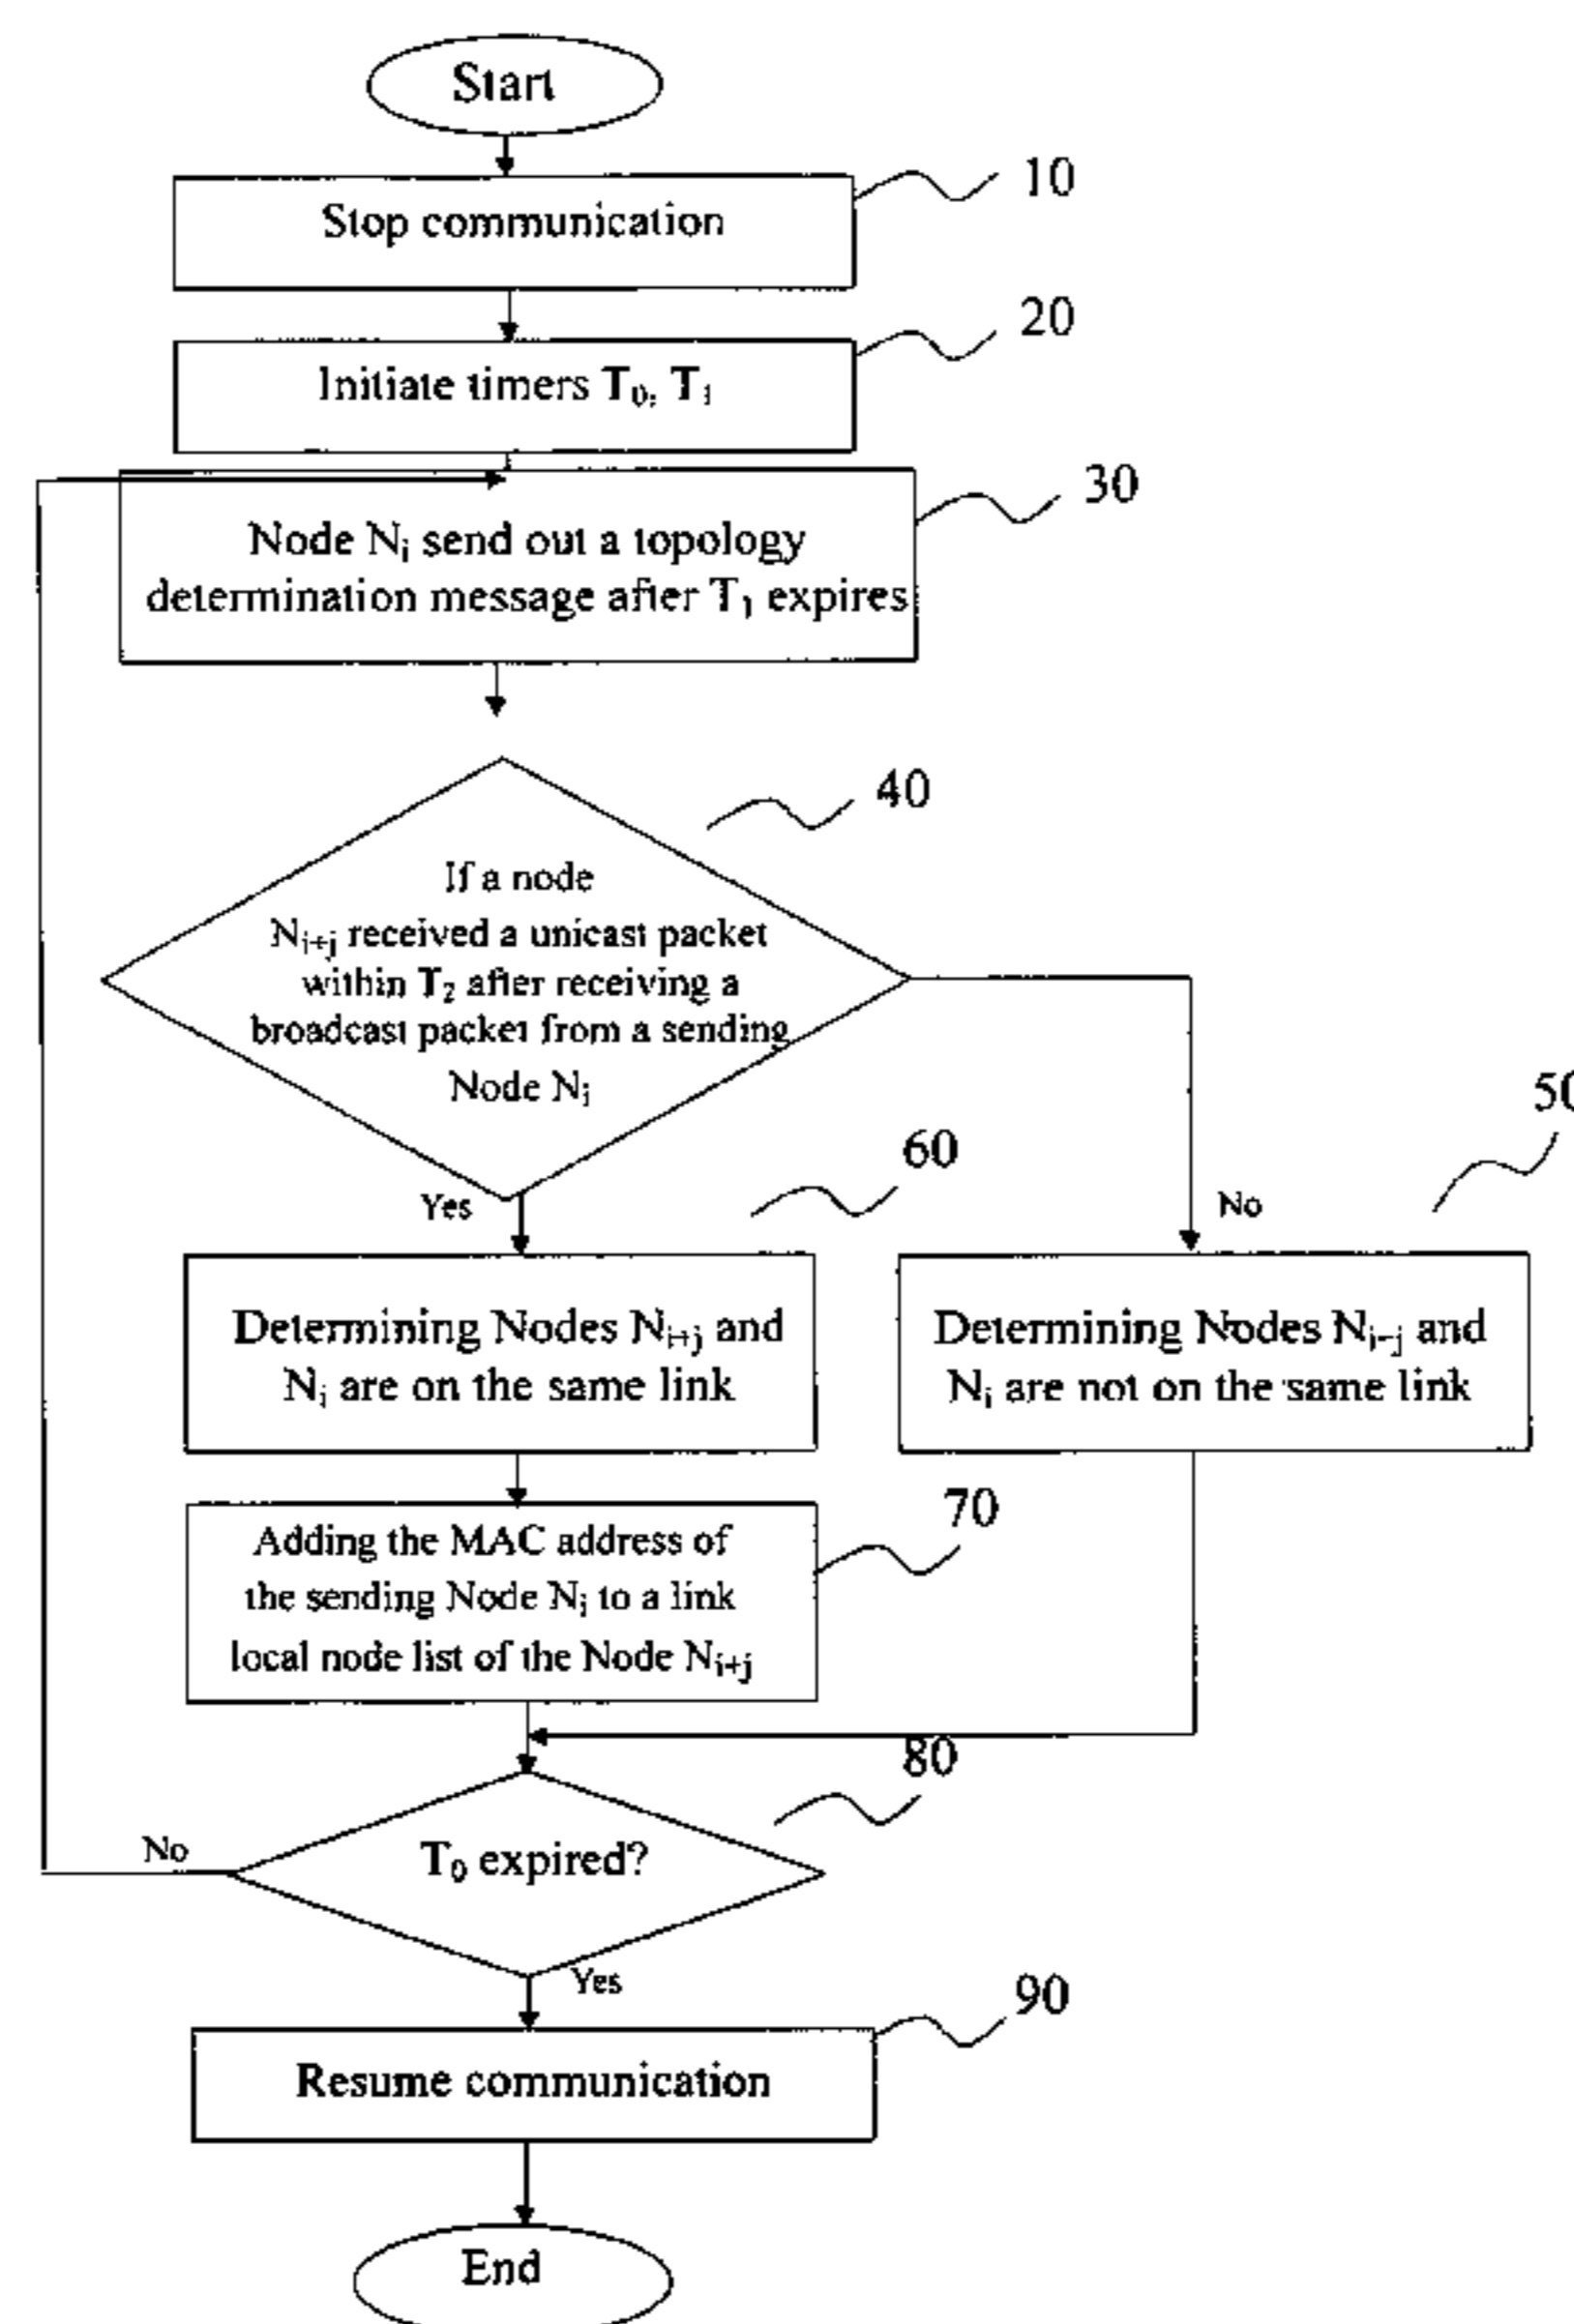 Start
10
Stop communication
20
Initiate timers T₀, T₁
30
Node Nᵢ send out a topology
determination message after T₁ expires
40
If a node
Nᵢ₊ⱼ received a unicast packet
within T₂ after receiving a
broadcast packet from a sending
Node Nᵢ
60
50
Yes
No
Determining Nodes Nᵢ₊ⱼ and
Nᵢ are on the same link
Determining Nodes Nᵢ₊ⱼ and
Nᵢ are not on the same link
70
Adding the MAC address of
the sending Node Nᵢ to a link
local node list of the Node Nᵢ₊ⱼ
80
No
T₀ expired?
Yes
90
Resume communication
End